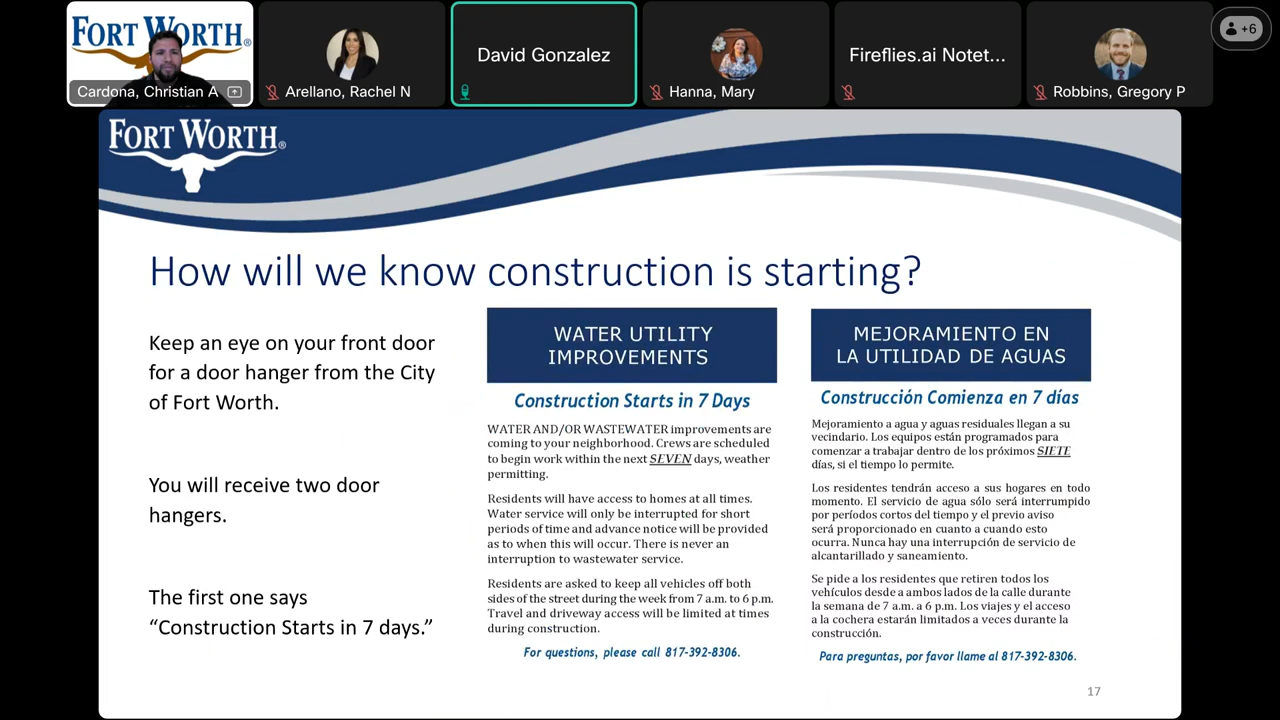 FORT WORTH®
Cardona, Christian A
Arellano, Rachel N
David Gonzalez
Hanna, Mary
Fireflies.ai Notet...
Robbins, Gregory P
+6
FORT WORTH®
How will we know construction is starting?
Keep an eye on your front door
for a door hanger from the City
of Fort Worth.
You will receive two door
hangers.
The first one says
“Construction Starts in 7 days.”
WATER UTILITY
IMPROVEMENTS
Construction Starts in 7 Days
WATER AND/OR WASTEWATER improvements are
coming to your neighborhood. Crews are scheduled
to begin work within the next SEVEN days, weather
permitting.
Residents will have access to homes at all times.
Water service will only be interrupted for short
periods of time and advance notice will be provided
as to when this will occur. There is never an
interruption to wastewater service.
Residents are asked to keep all vehicles off both
sides of the street during the week from 7 a.m. to 6 p.m.
Travel and driveway access will be limited at times
during construction.
For questions, please call 817-392-8306.
MEJORAMIENTO EN
LA UTILIDAD DE AGUAS
Construcción Comienza en 7 días
Mejoramiento a agua y aguas residuales llegan a su
vecindario. Los equipos están programados para
comenzar a trabajar dentro de los próximos SIETE
días, si el tiempo lo permite.
Los residentes tendrán acceso a sus hogares en todo
momento. El servicio de agua sólo será interrumpido
por períodos cortos del tiempo y el previo aviso
será proporcionado en cuanto a cuando esto
ocurra. Nunca hay una interrupción de servicio de
alcantarillado y saneamiento.
Se pide a los residentes que retiren todos los
vehículos desde a ambos lados de la calle durante
la semana de 7 a.m. a 6 p.m. Los viajes y el acceso
a la cochera estarán limitados a veces durante la
construcción.
Para preguntas, por favor llame al 817-392-8306.
17